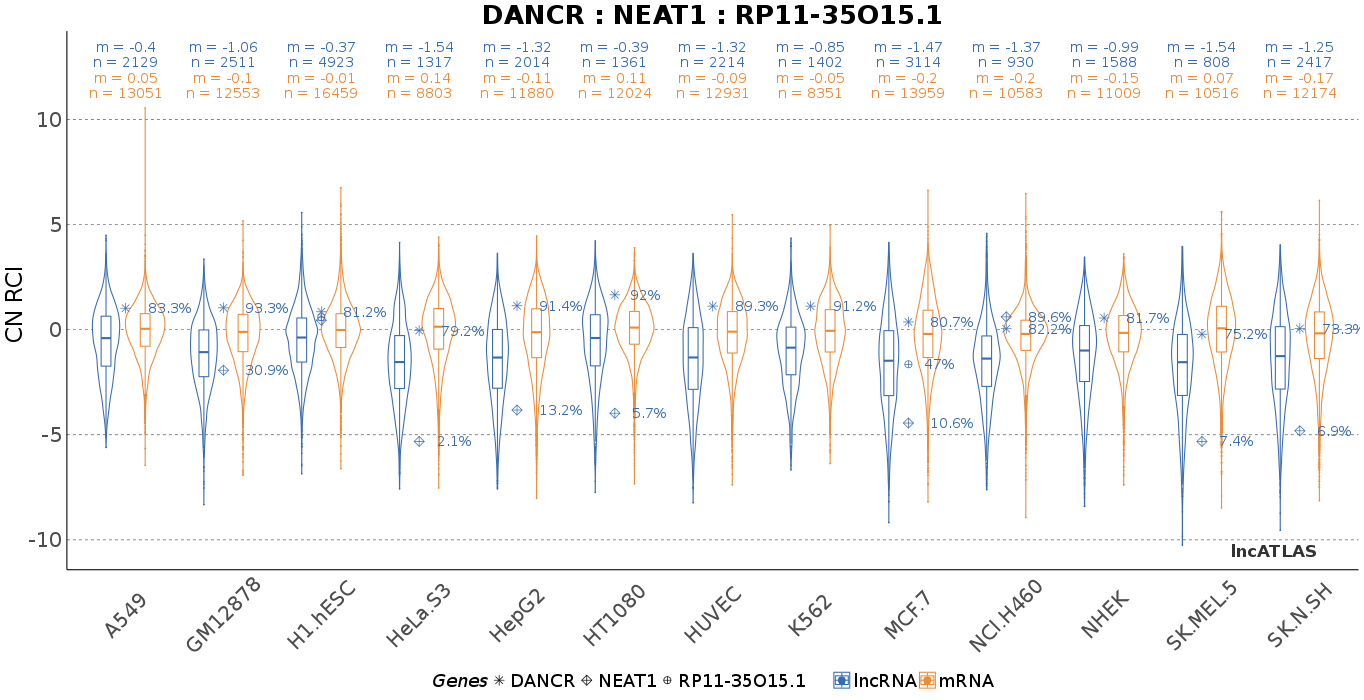 DANCR : NEAT1 : RP11-35O15.1
m = -0.4 m = -1.06 m = -0.37 m = -1.54 m = -1.32 m = -0.39 m = -1.32 m = -0.85 m = -1.47 m = -1.37 m = -0.99 m = -1.54 m = -1.25
n = 2129 n = 2511 n = 4923 n = 1317 n = 2014 n = 1361 n = 2214 n = 1402 n = 3114 n = 930 n = 1588 n = 808 n = 2417
m = 0.05 m = -0.1 m = -0.01 m = 0.14 m = -0.11 m = 0.11 m = -0.09 m = -0.05 m = -0.2 m = -0.2 m = -0.15 m = 0.07 m = -0.17
n = 13051 n = 12553 n = 16459 n = 8803 n = 11880 n = 12024 n = 12931 n = 8351 n = 13959 n = 10583 n = 11009 n = 10516 n = 12174
CN RCI
10
5
0
-5
-10
83.3% 93.3% 81.2% 79.2% 91.4% 92% 89.3% 91.2% 80.7% 89.6% 81.7% 75.2% 73.3%
82.2%
30.9% 47%
2.1% 13.2% 5.7% 10.6% 7.4% 6.9%
lncATLAS
A549 GM12878 H1.hESC HeLa.S3 HepG2 HT1080 HUVEC K562 MCF.7 NCI.H460 NHEK SK.MEL.5 SK.N.SH
Genes DANCR NEAT1 RP11-35O15.1 lncRNA mRNA